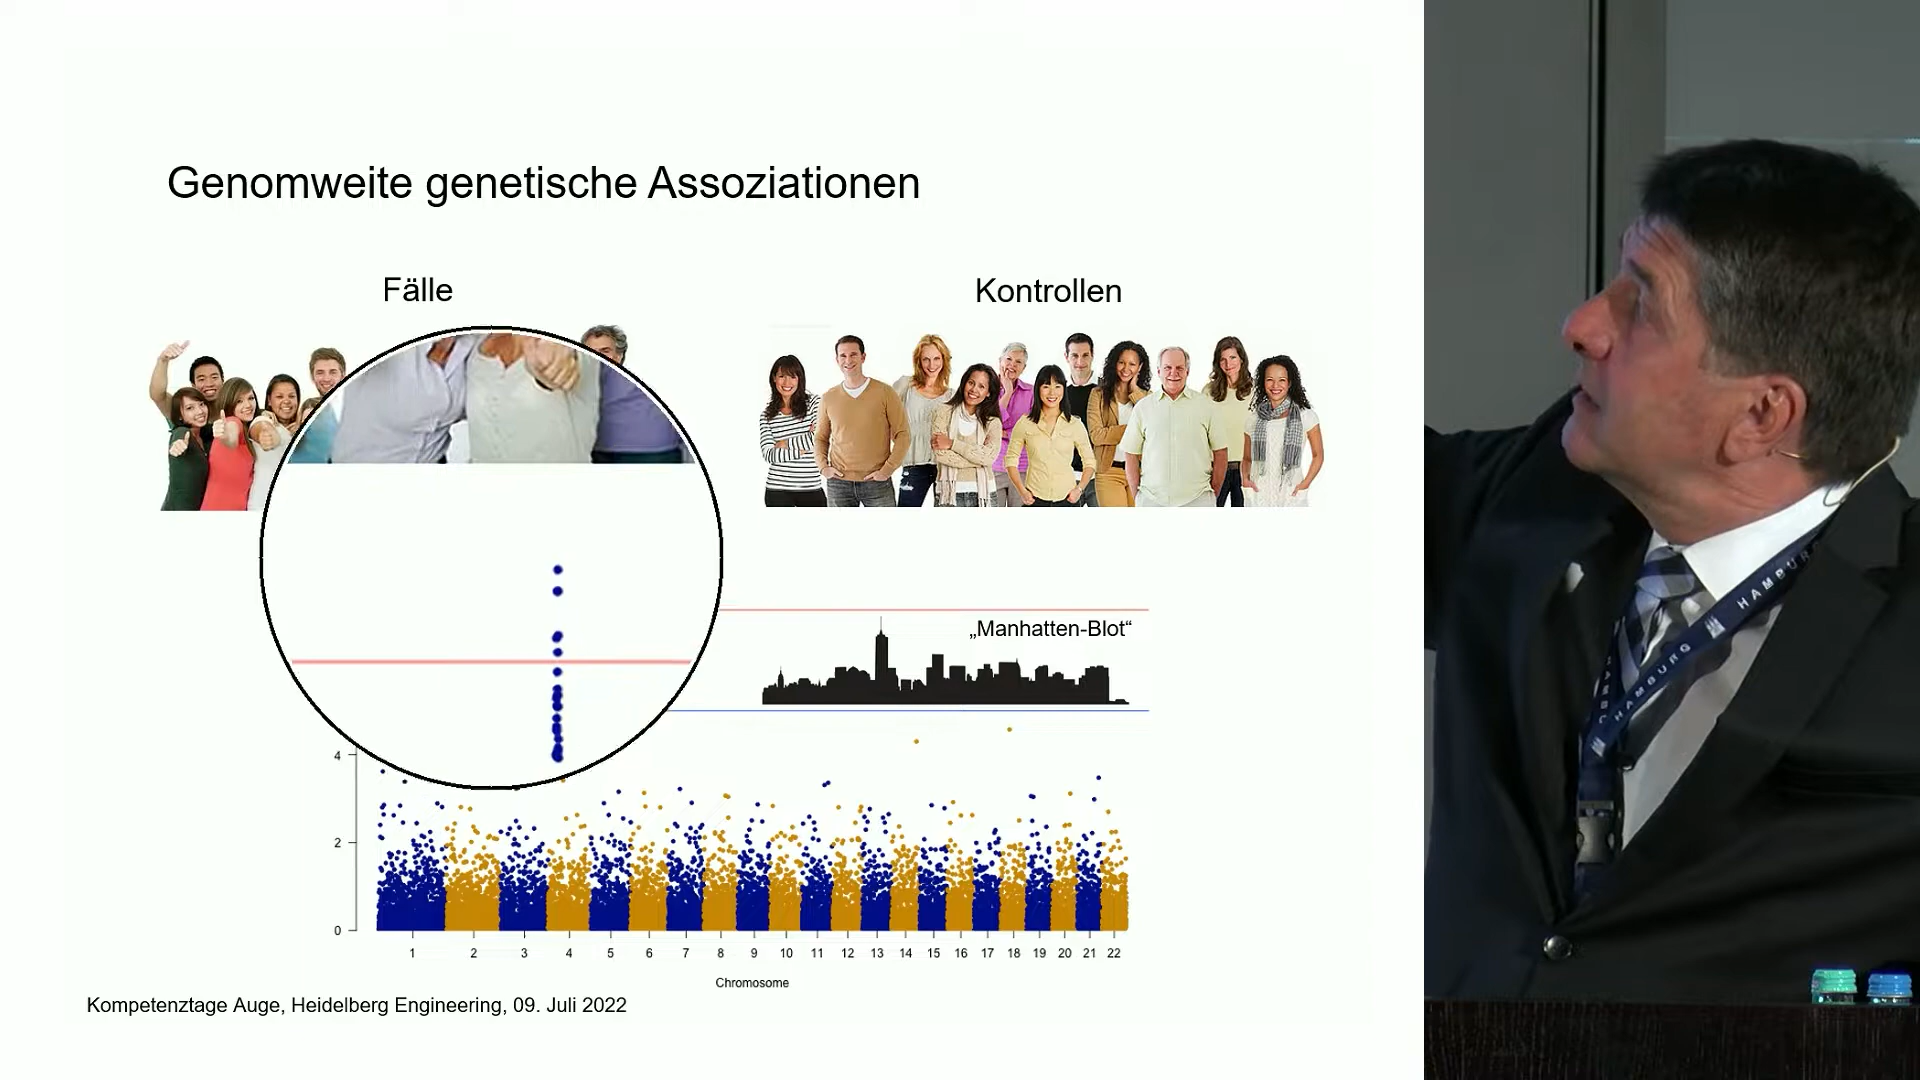 Genomweite genetische Assoziationen
Fälle
Kontrollen
„Manhatten-Blot“
4
2
0
1 2 3 4 5 6 7 8 9 10 11 12 13 14 15 16 17 18 19 20 21 22
Chromosome
Kompetenztage Auge, Heidelberg Engineering, 09. Juli 2022
HAMBURG
HAMBURG